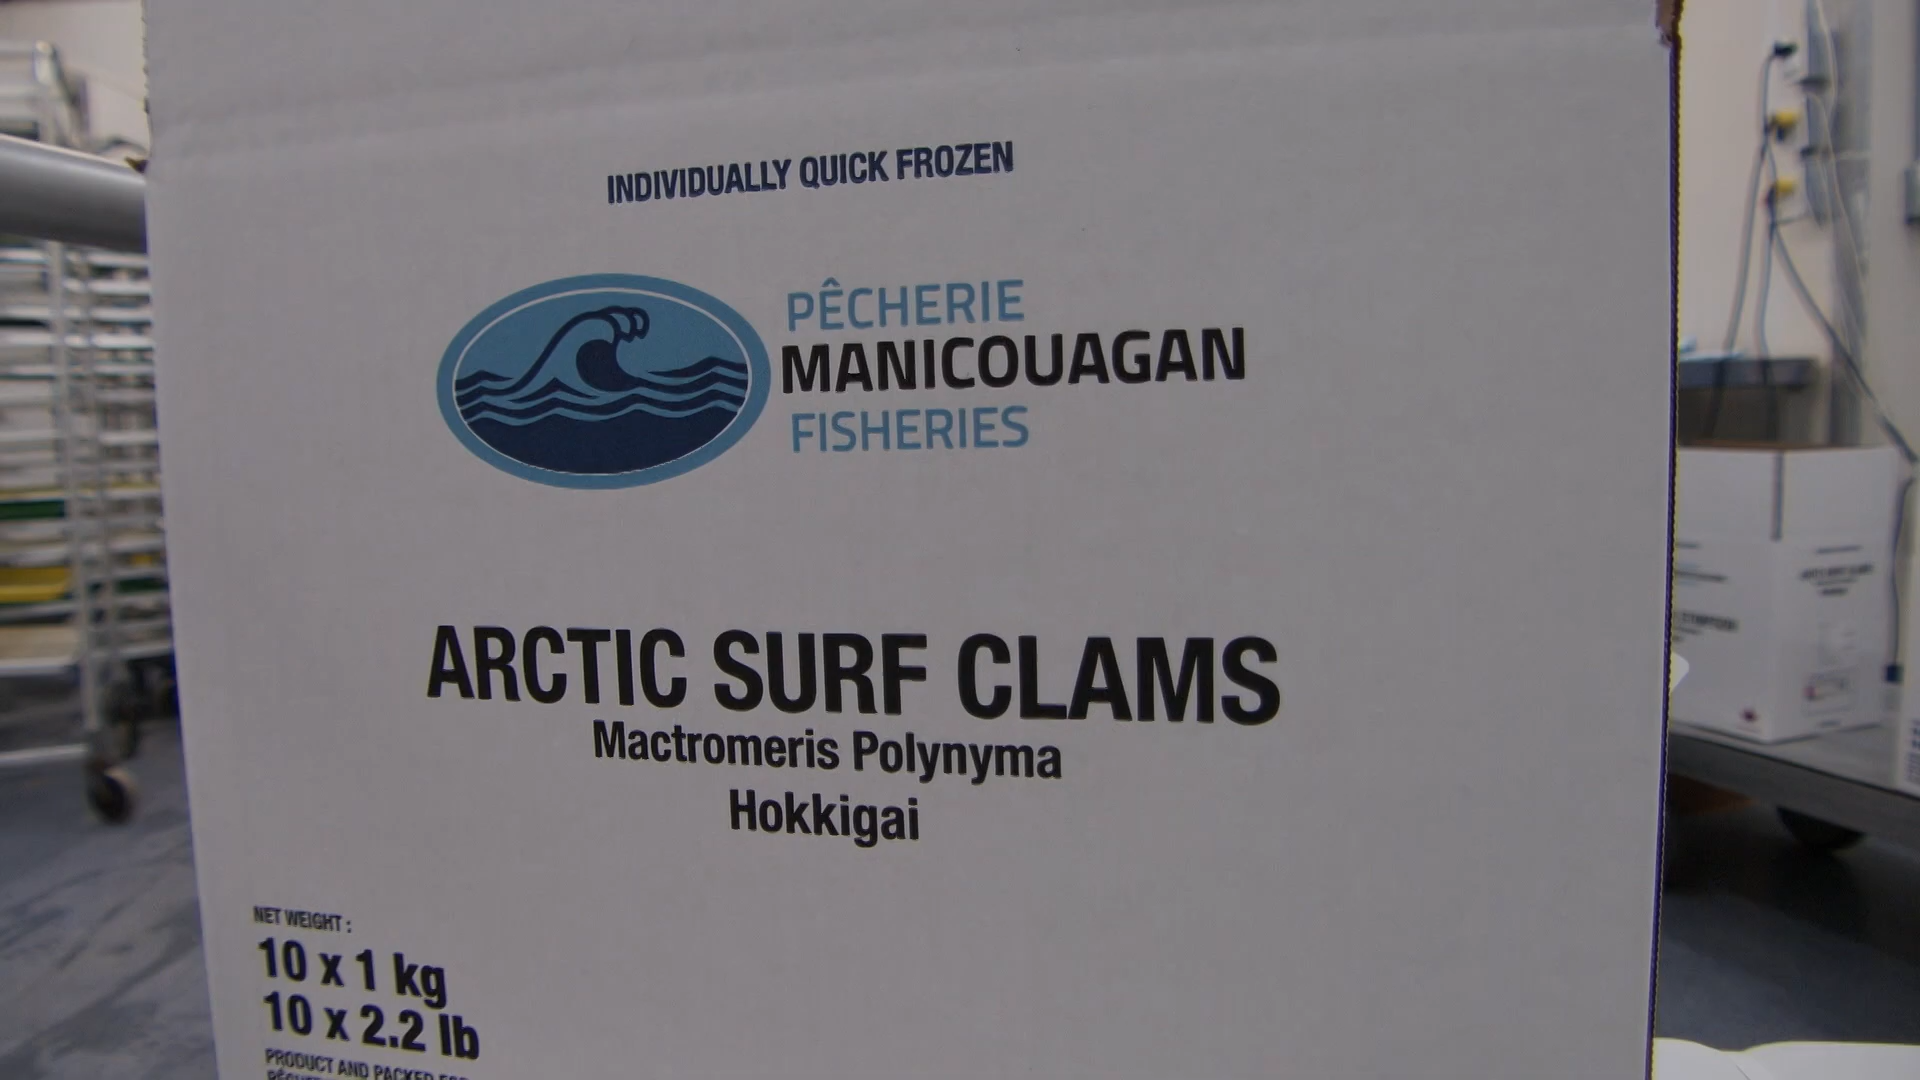 INDIVIDUALLY QUICK FROZEN
PÊCHERIE
MANICOUAGAN
FISHERIES
ARCTIC SURF CLAMS
Mactromeris Polynyma
Hokkigai
NET WEIGHT :
10 x 1 kg
10 x 2.2 lb
PRODUCT AND PACKED